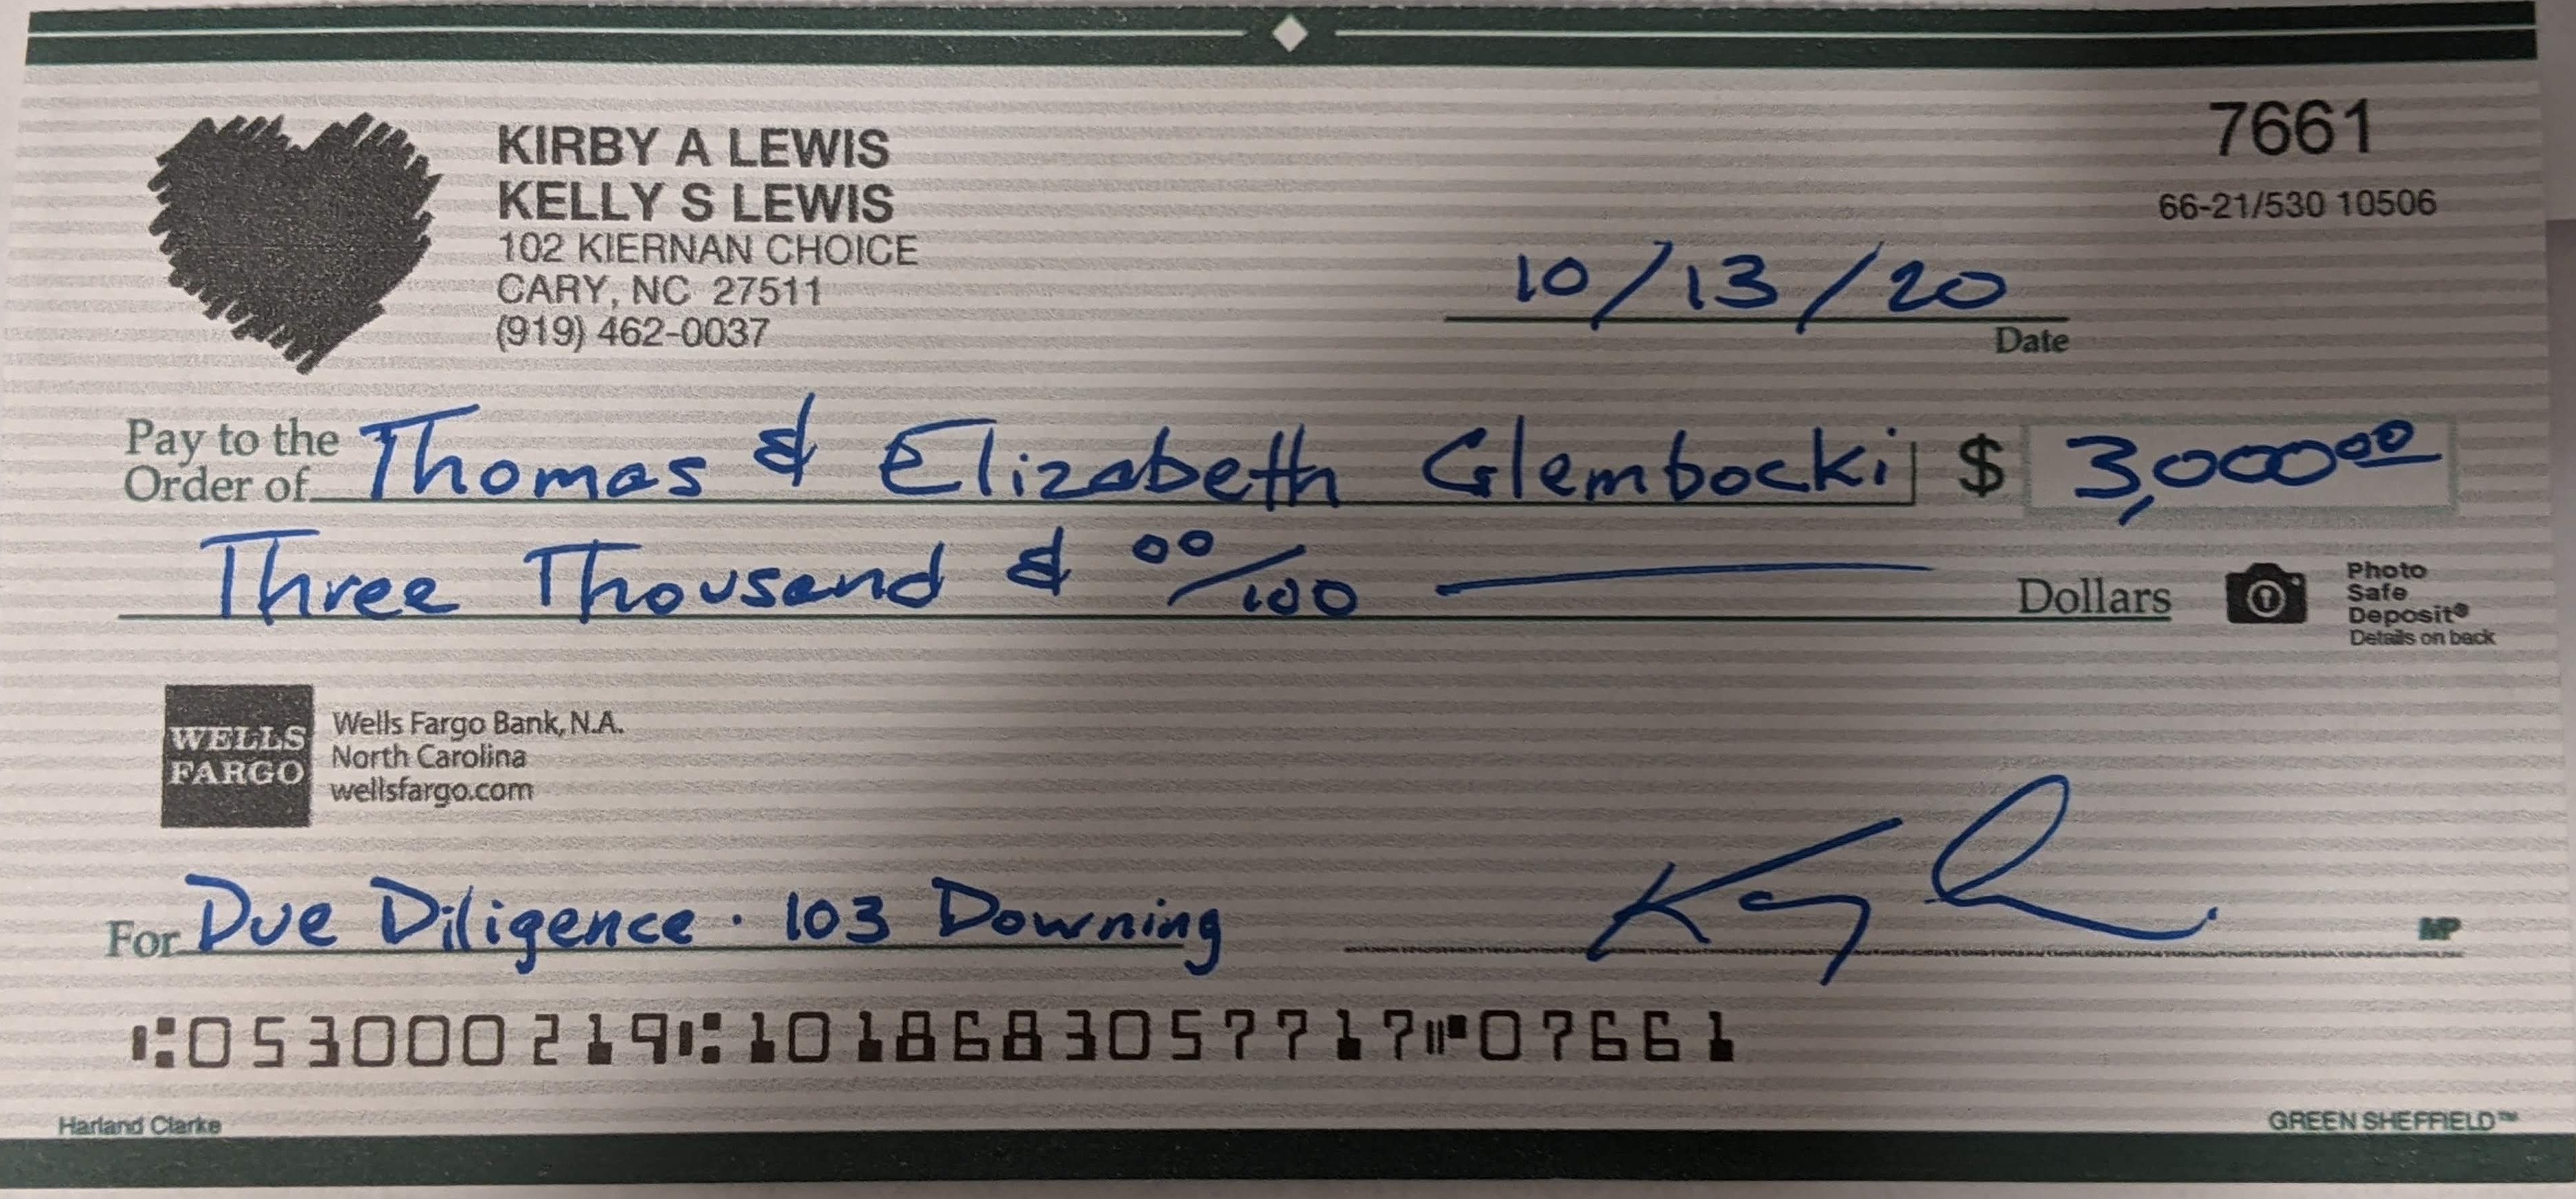 7661
66-21/530 10506
KIRBY A LEWIS
KELLY S LEWIS
102 KIERNAN CHOICE
CARY, NC 27511
(919) 462-0037
10/13/20
Date
Pay to the
Order of Thomas & Elizabeth Glembocki $ 3,000 00
Three Thousand & 00/100 Dollars
Photo
Safe
Deposit®
Details on back
WELLS
FARGO
Wells Fargo Bank, N.A.
North Carolina
wellsfargo.com
For Due Diligence · 103 Downing
MP
⑆053000219⑆1018683057717⑈07661
Harland Clarke
GREEN SHEFFIELD™